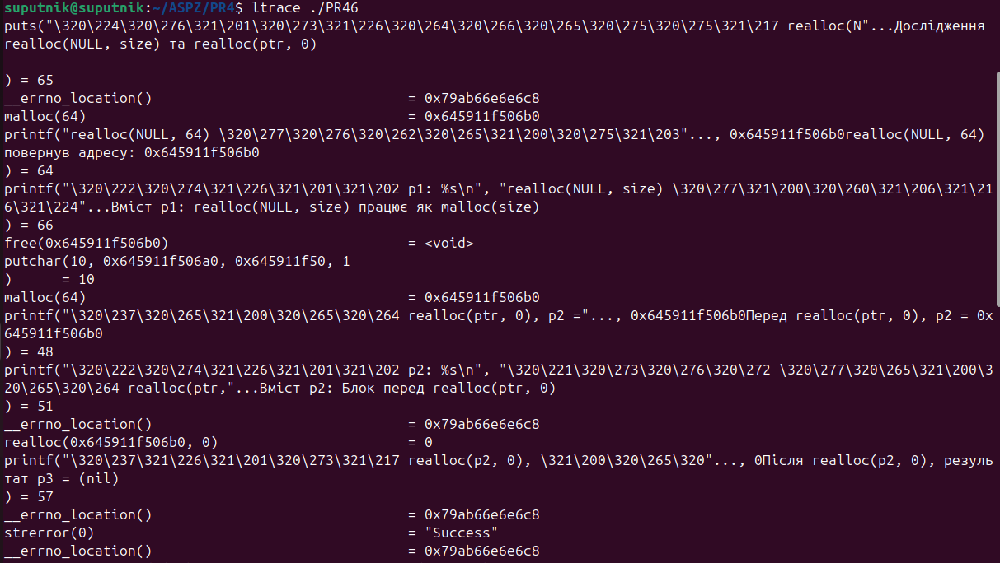 suputnik@suputnik:~/ASPZ/PR4$ ltrace ./PR46
puts("\320\224\320\276\321\201\320\273\321\226\320\264\320\266\320\265\320\275\320\275\321\217 realloc(N"...Дослідження
realloc(NULL, size) та realloc(ptr, 0)

) = 65
__errno_location()                               = 0x79ab66e6e6c8
malloc(64)                                       = 0x645911f506b0
printf("realloc(NULL, 64) \320\277\320\276\320\262\320\265\321\200\320\275\321\203"..., 0x645911f506b0realloc(NULL, 64)
повернув адресу: 0x645911f506b0
) = 64
printf("\320\222\320\274\321\226\321\201\321\202 p1: %s\n", "realloc(NULL, size) \320\277\321\200\320\260\321\206\321\21
6\321\224"...Вміст p1: realloc(NULL, size) працює як malloc(size)
) = 66
free(0x645911f506b0)                             = <void>
putchar(10, 0x645911f506a0, 0x645911f50, 1
)      = 10
malloc(64)                                       = 0x645911f506b0
printf("\320\237\320\265\321\200\320\265\320\264 realloc(ptr, 0), p2 ="..., 0x645911f506b0Перед realloc(ptr, 0), p2 = 0x
645911f506b0
) = 48
printf("\320\222\320\274\321\226\321\201\321\202 p2: %s\n", "\320\221\320\273\320\276\320\272 \320\277\320\265\321\200\3
20\265\320\264 realloc(ptr,"...Вміст p2: Блок перед realloc(ptr, 0)
) = 51
__errno_location()                               = 0x79ab66e6e6c8
realloc(0x645911f506b0, 0)                       = 0
printf("\320\237\321\226\321\201\320\273\321\217 realloc(p2, 0), \321\200\320\265\320"..., 0Після realloc(p2, 0), резуль
тат p3 = (nil)
) = 57
__errno_location()                               = 0x79ab66e6e6c8
strerror(0)                                      = "Success"
__errno_location()                               = 0x79ab66e6e6c8